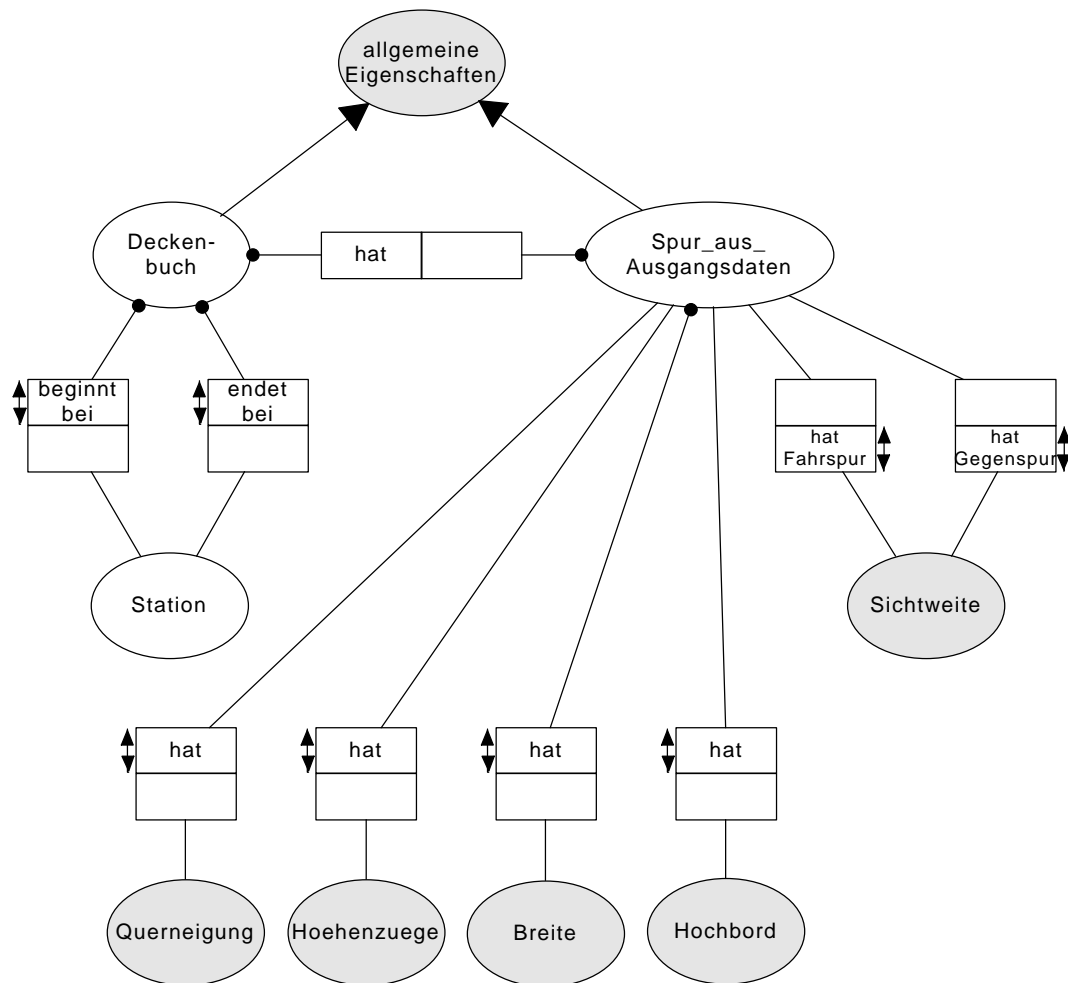 allgemeine
Eigenschaften
Decken-
buch
hat
Spur_aus_
Ausgangsdaten
beginnt
bei
endet
bei
hat
Fahrspur
hat
Gegenspur
Station
Sichtweite
hat
hat
hat
hat
Querneigung
Hoehenzuege
Breite
Hochbord